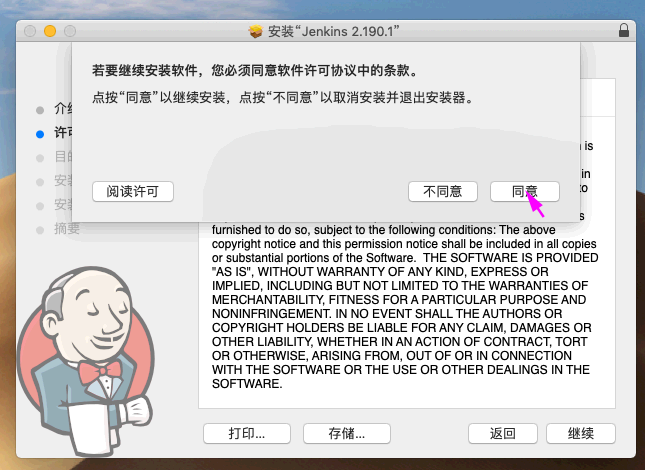 安装“Jenkins 2.190.1”
若要继续安装软件，您必须同意软件许可协议中的条款。
点按“同意”以继续安装，点按“不同意”以取消安装并退出安装器。
阅读许可
不同意
同意
介绍
许可
目的
安装
安装
摘要
is
in
to
s
furnished to do so, subject to the following conditions: The above
copyright notice and this permission notice shall be included in all copies
or substantial portions of the Software.  THE SOFTWARE IS PROVIDED
"AS IS", WITHOUT WARRANTY OF ANY KIND, EXPRESS OR
IMPLIED, INCLUDING BUT NOT LIMITED TO THE WARRANTIES OF
MERCHANTABILITY, FITNESS FOR A PARTICULAR PURPOSE AND
NONINFRINGEMENT. IN NO EVENT SHALL THE AUTHORS OR
COPYRIGHT HOLDERS BE LIABLE FOR ANY CLAIM, DAMAGES OR
OTHER LIABILITY, WHETHER IN AN ACTION OF CONTRACT, TORT
OR OTHERWISE, ARISING FROM, OUT OF OR IN CONNECTION
WITH THE SOFTWARE OR THE USE OR OTHER DEALINGS IN THE
SOFTWARE.
打印...
存储...
返回
继续